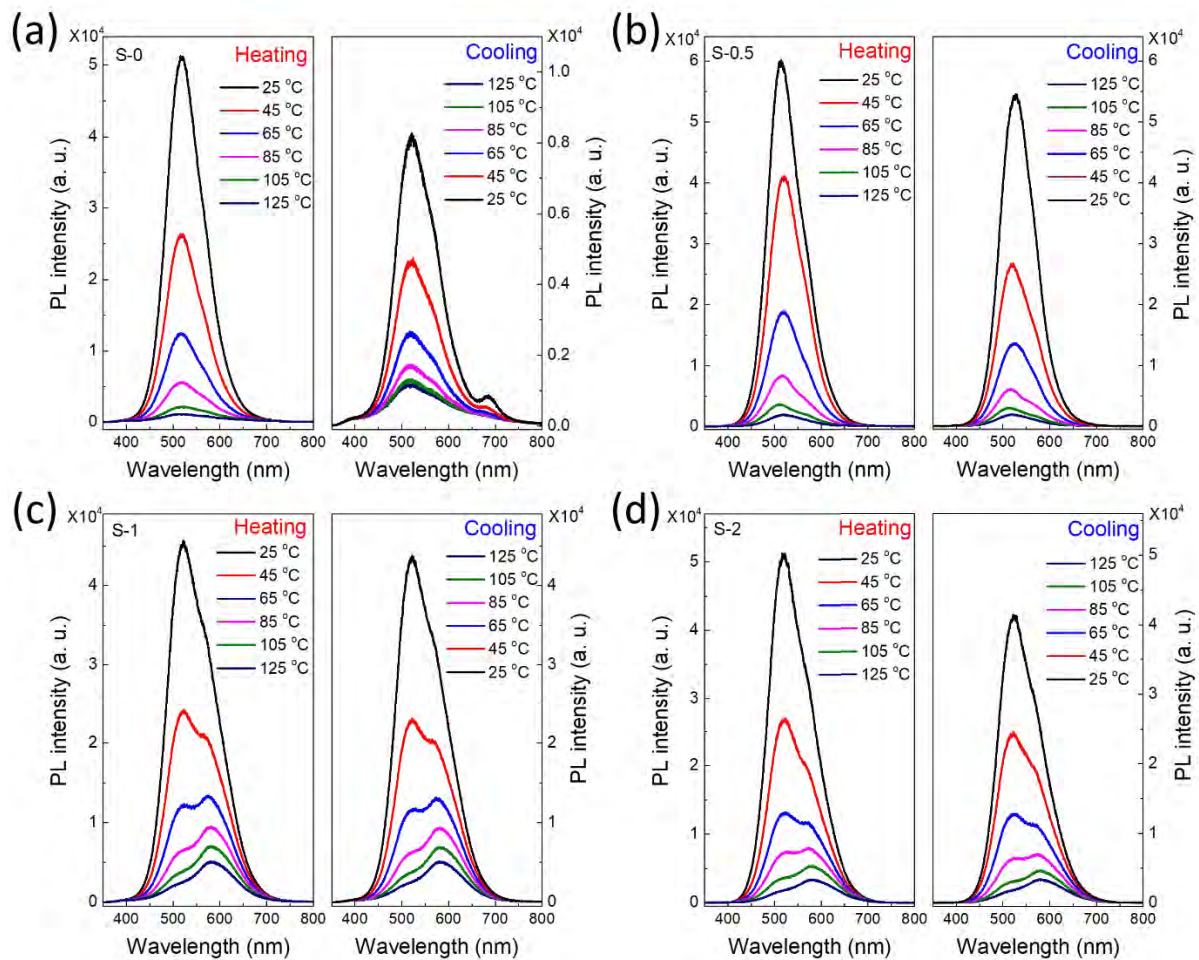 (a)
X10⁴
S-0
Heating
25 °C
45 °C
65 °C
85 °C
105 °C
125 °C
5
4
3
2
1
0
PL intensity (a. u.)
400 500 600 700 800
Wavelength (nm)
X10⁴
Cooling
125 °C
105 °C
85 °C
65 °C
45 °C
25 °C
1.0
0.8
0.6
0.4
0.2
0.0
PL intensity (a. u.)
400 500 600 700 800
Wavelength (nm)
(b)
X10⁴
S-0.5
Heating
25 °C
45 °C
65 °C
85 °C
105 °C
125 °C
6
5
4
3
2
1
0
PL intensity (a. u.)
400 500 600 700 800
Wavelength (nm)
X10⁴
Cooling
125 °C
105 °C
85 °C
65 °C
45 °C
25 °C
6
5
4
3
2
1
0
PL intensity (a. u.)
400 500 600 700 800
Wavelength (nm)
(c)
X10⁴
S-1
Heating
25 °C
45 °C
65 °C
85 °C
105 °C
125 °C
4
3
2
1
0
PL intensity (a. u.)
400 500 600 700 800
Wavelength (nm)
X10⁴
Cooling
125 °C
105 °C
85 °C
65 °C
45 °C
25 °C
4
3
2
1
0
PL intensity (a. u.)
400 500 600 700 800
Wavelength (nm)
(d)
X10⁴
S-2
Heating
25 °C
45 °C
65 °C
85 °C
105 °C
125 °C
5
4
3
2
1
0
PL intensity (a. u.)
400 500 600 700 800
Wavelength (nm)
X10⁴
Cooling
125 °C
105 °C
85 °C
65 °C
45 °C
25 °C
5
4
3
2
1
0
PL intensity (a. u.)
400 500 600 700 800
Wavelength (nm)